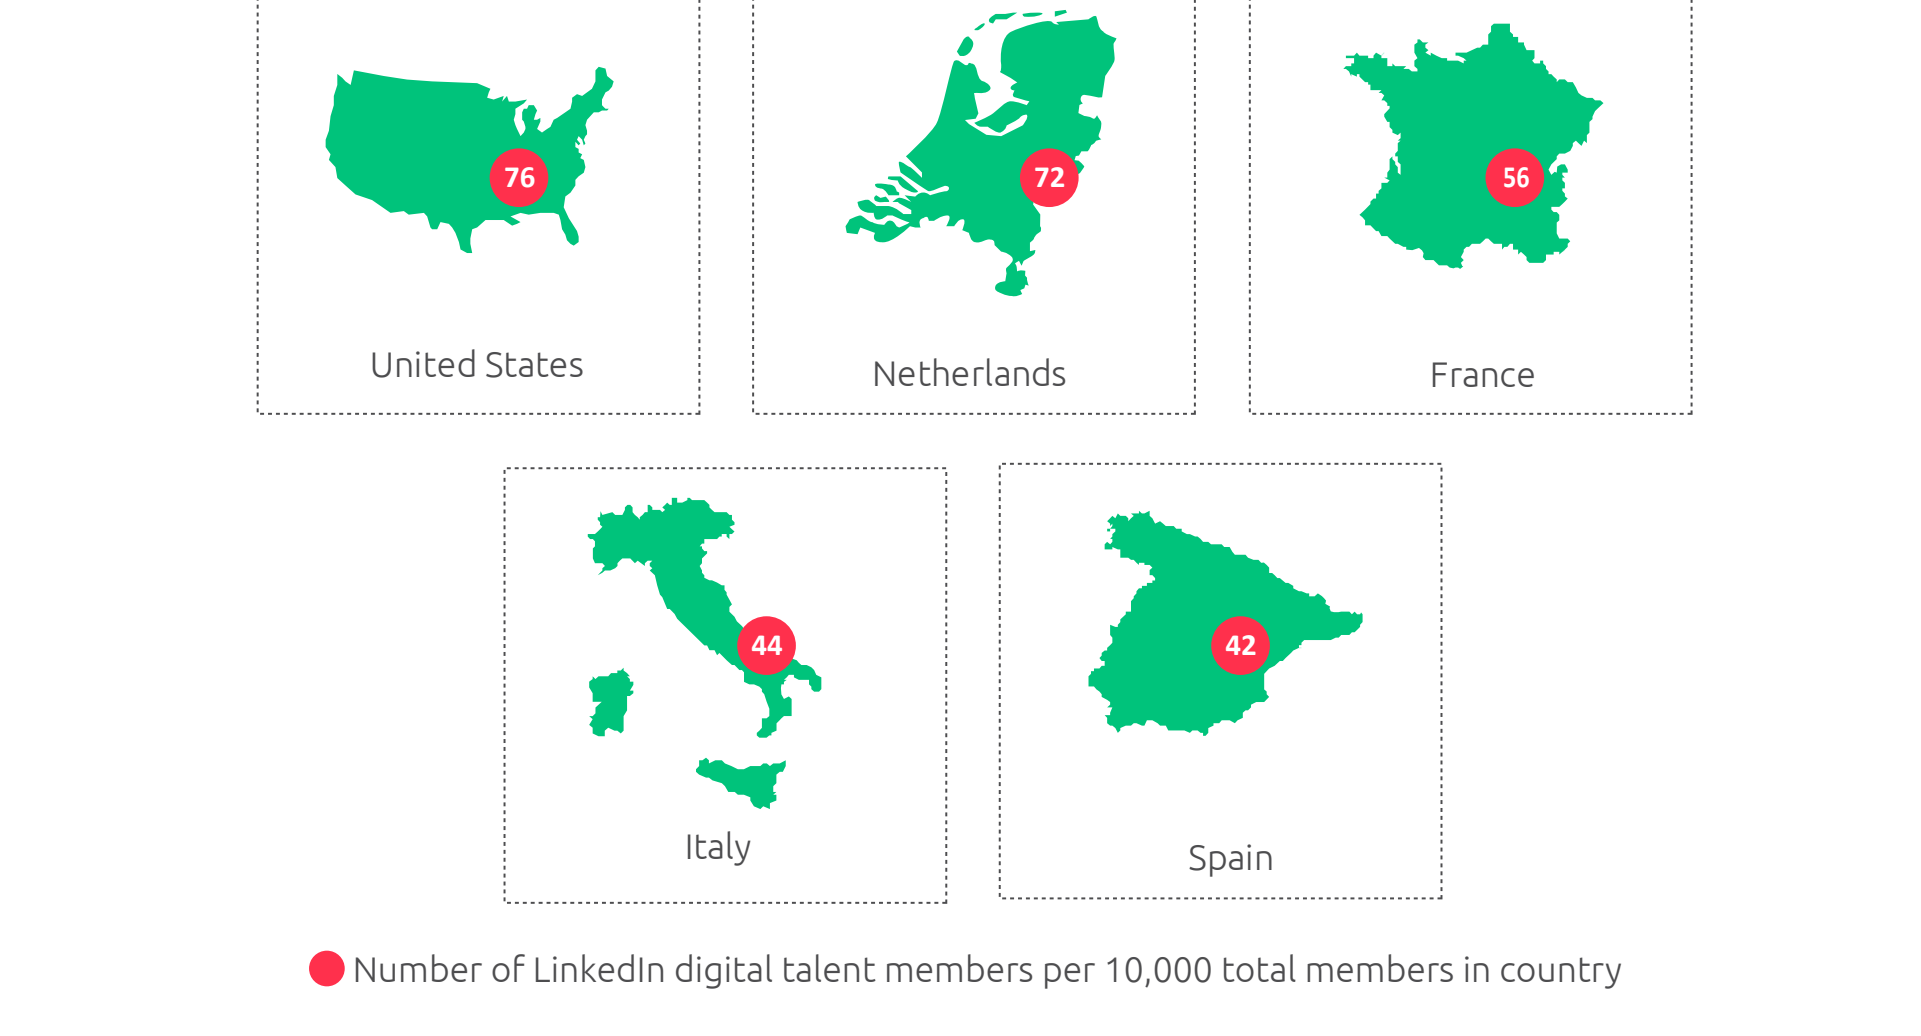 76
72
56
United States
Netherlands
France
44
42
Italy
Spain
Number of LinkedIn digital talent members per 10,000 total members in country